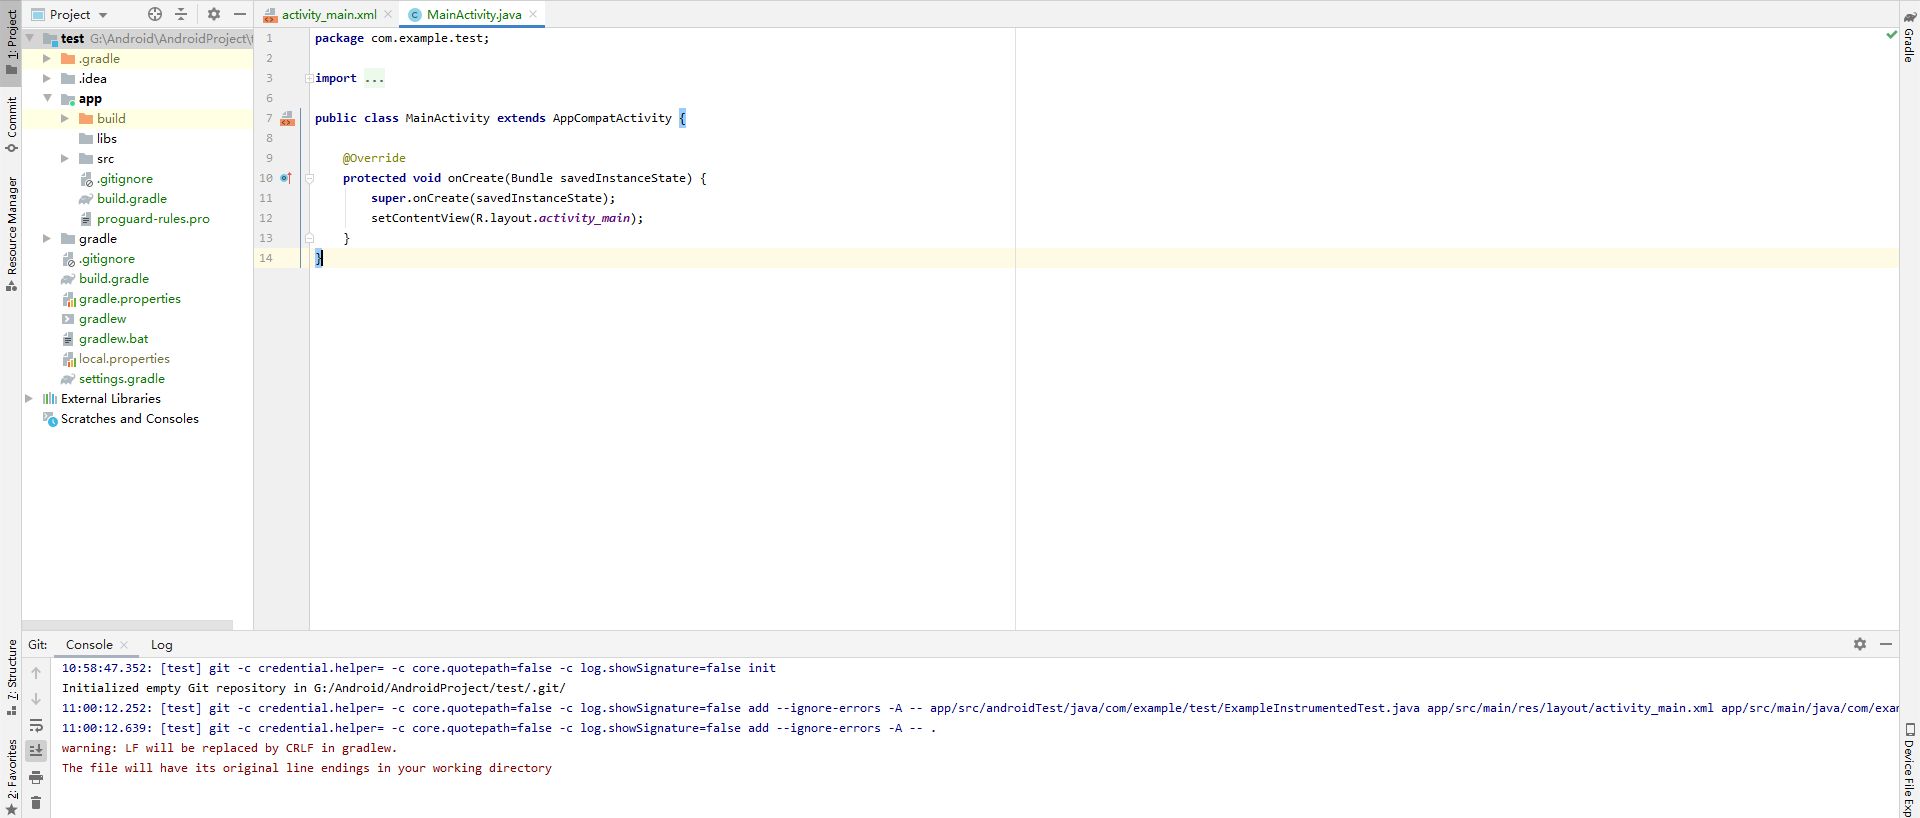 Project
activity_main.xml
MainActivity.java
1: Project
Commit
Resource Manager
7: Structure
2: Favorites
test G:\Android\AndroidProject\t
.gradle
.idea
app
build
libs
src
.gitignore
build.gradle
proguard-rules.pro
gradle
.gitignore
build.gradle
gradle.properties
gradlew
gradlew.bat
local.properties
settings.gradle
External Libraries
Scratches and Consoles
1 package com.example.test;
2
3 import ...
6
7 public class MainActivity extends AppCompatActivity {
8
9 @Override
10 protected void onCreate(Bundle savedInstanceState) {
11 super.onCreate(savedInstanceState);
12 setContentView(R.layout.activity_main);
13 }
14 }
Gradle
Device File Exp
Git: Console Log
10:58:47.352: [test] git -c credential.helper= -c core.quotepath=false -c log.showSignature=false init
Initialized empty Git repository in G:/Android/AndroidProject/test/.git/
11:00:12.252: [test] git -c credential.helper= -c core.quotepath=false -c log.showSignature=false add --ignore-errors -A -- app/src/androidTest/java/com/example/test/ExampleInstrumentedTest.java app/src/main/res/layout/activity_main.xml app/src/main/java/com/exam
11:00:12.639: [test] git -c credential.helper= -c core.quotepath=false -c log.showSignature=false add --ignore-errors -A -- .
warning: LF will be replaced by CRLF in gradlew.
The file will have its original line endings in your working directory